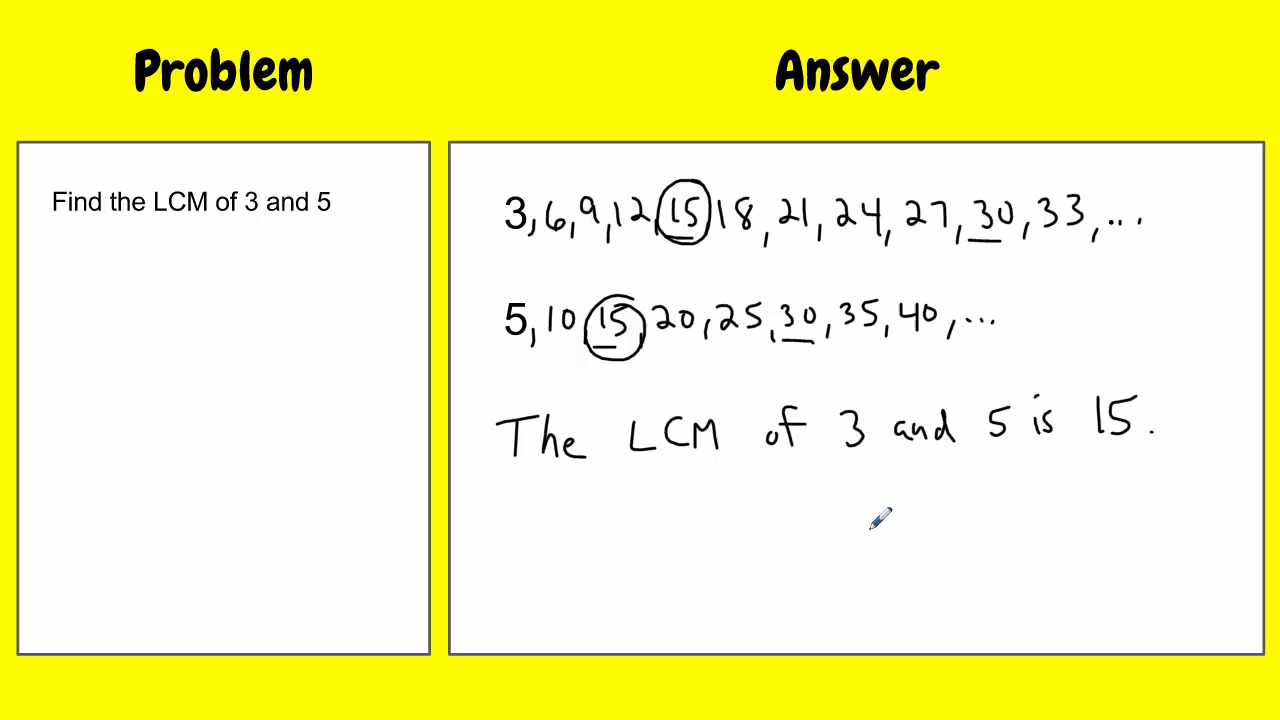 Problem
Answer
Find the LCM of 3 and 5
3, 6, 9, 12, 15 18, 21, 24, 27, 30, 33, ...
5, 10 15, 20, 25, 30, 35, 40, ...
The LCM of 3 and 5 is 15.